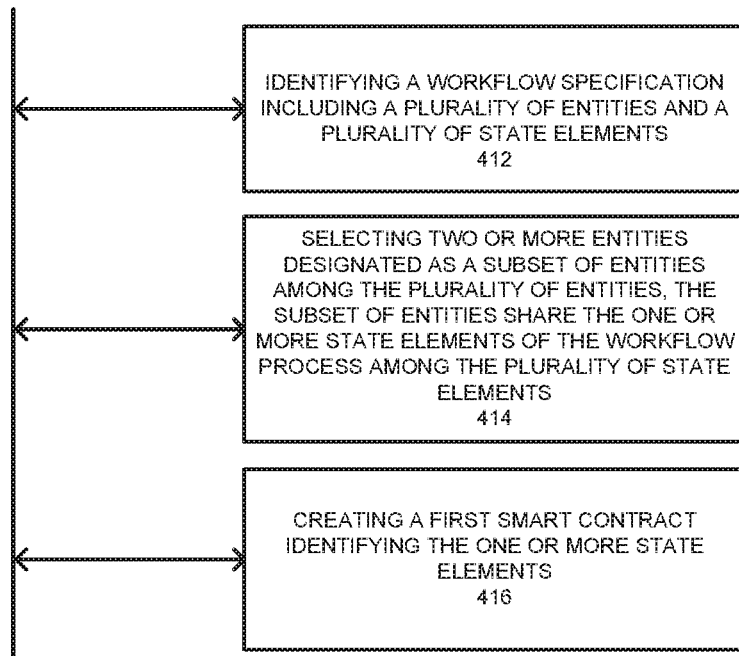 IDENTIFYING A WORKFLOW SPECIFICATION
INCLUDING A PLURALITY OF ENTITIES AND A
PLURALITY OF STATE ELEMENTS
412
SELECTING TWO OR MORE ENTITIES
DESIGNATED AS A SUBSET OF ENTITIES
AMONG THE PLURALITY OF ENTITIES, THE
SUBSET OF ENTITIES SHARE THE ONE OR
MORE STATE ELEMENTS OF THE WORKFLOW
PROCESS AMONG THE PLURALITY OF STATE
ELEMENTS
414
CREATING A FIRST SMART CONTRACT
IDENTIFYING THE ONE OR MORE STATE
ELEMENTS
416